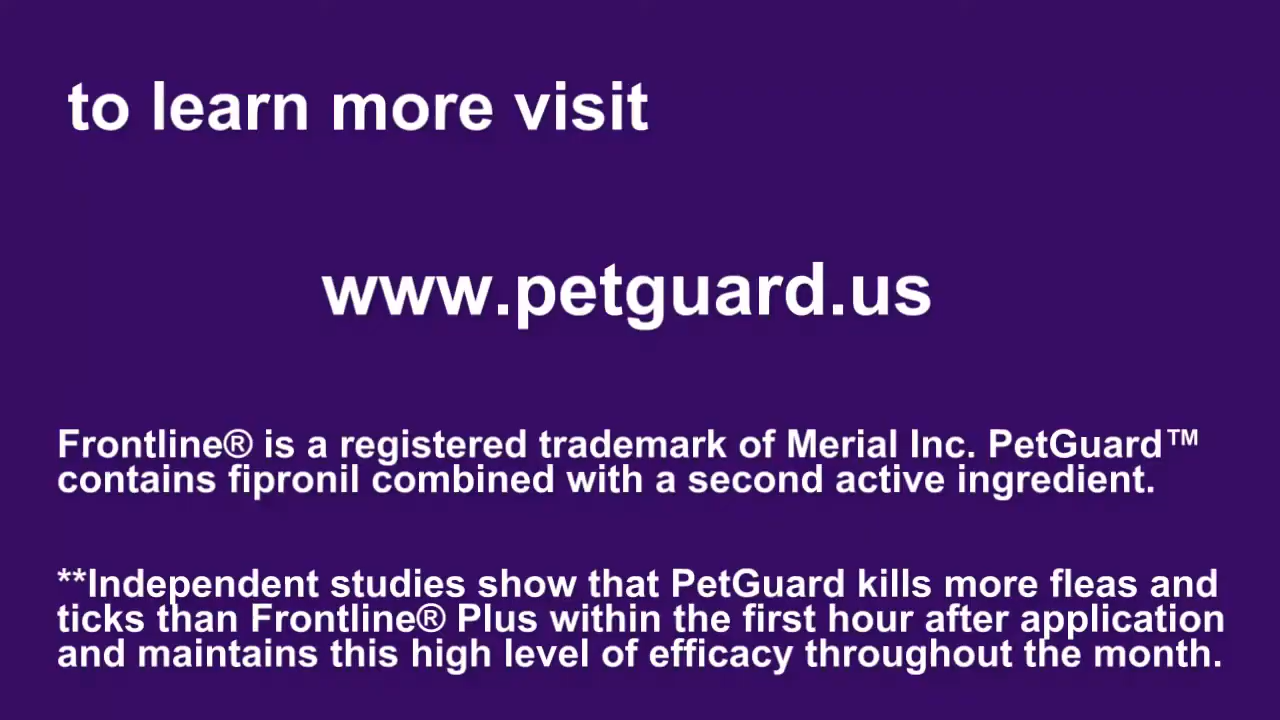 to learn more visit
www.petguard.us
Frontline® is a registered trademark of Merial Inc. PetGuard™
contains fipronil combined with a second active ingredient.
**Independent studies show that PetGuard kills more fleas and
ticks than Frontline® Plus within the first hour after application
and maintains this high level of efficacy throughout the month.